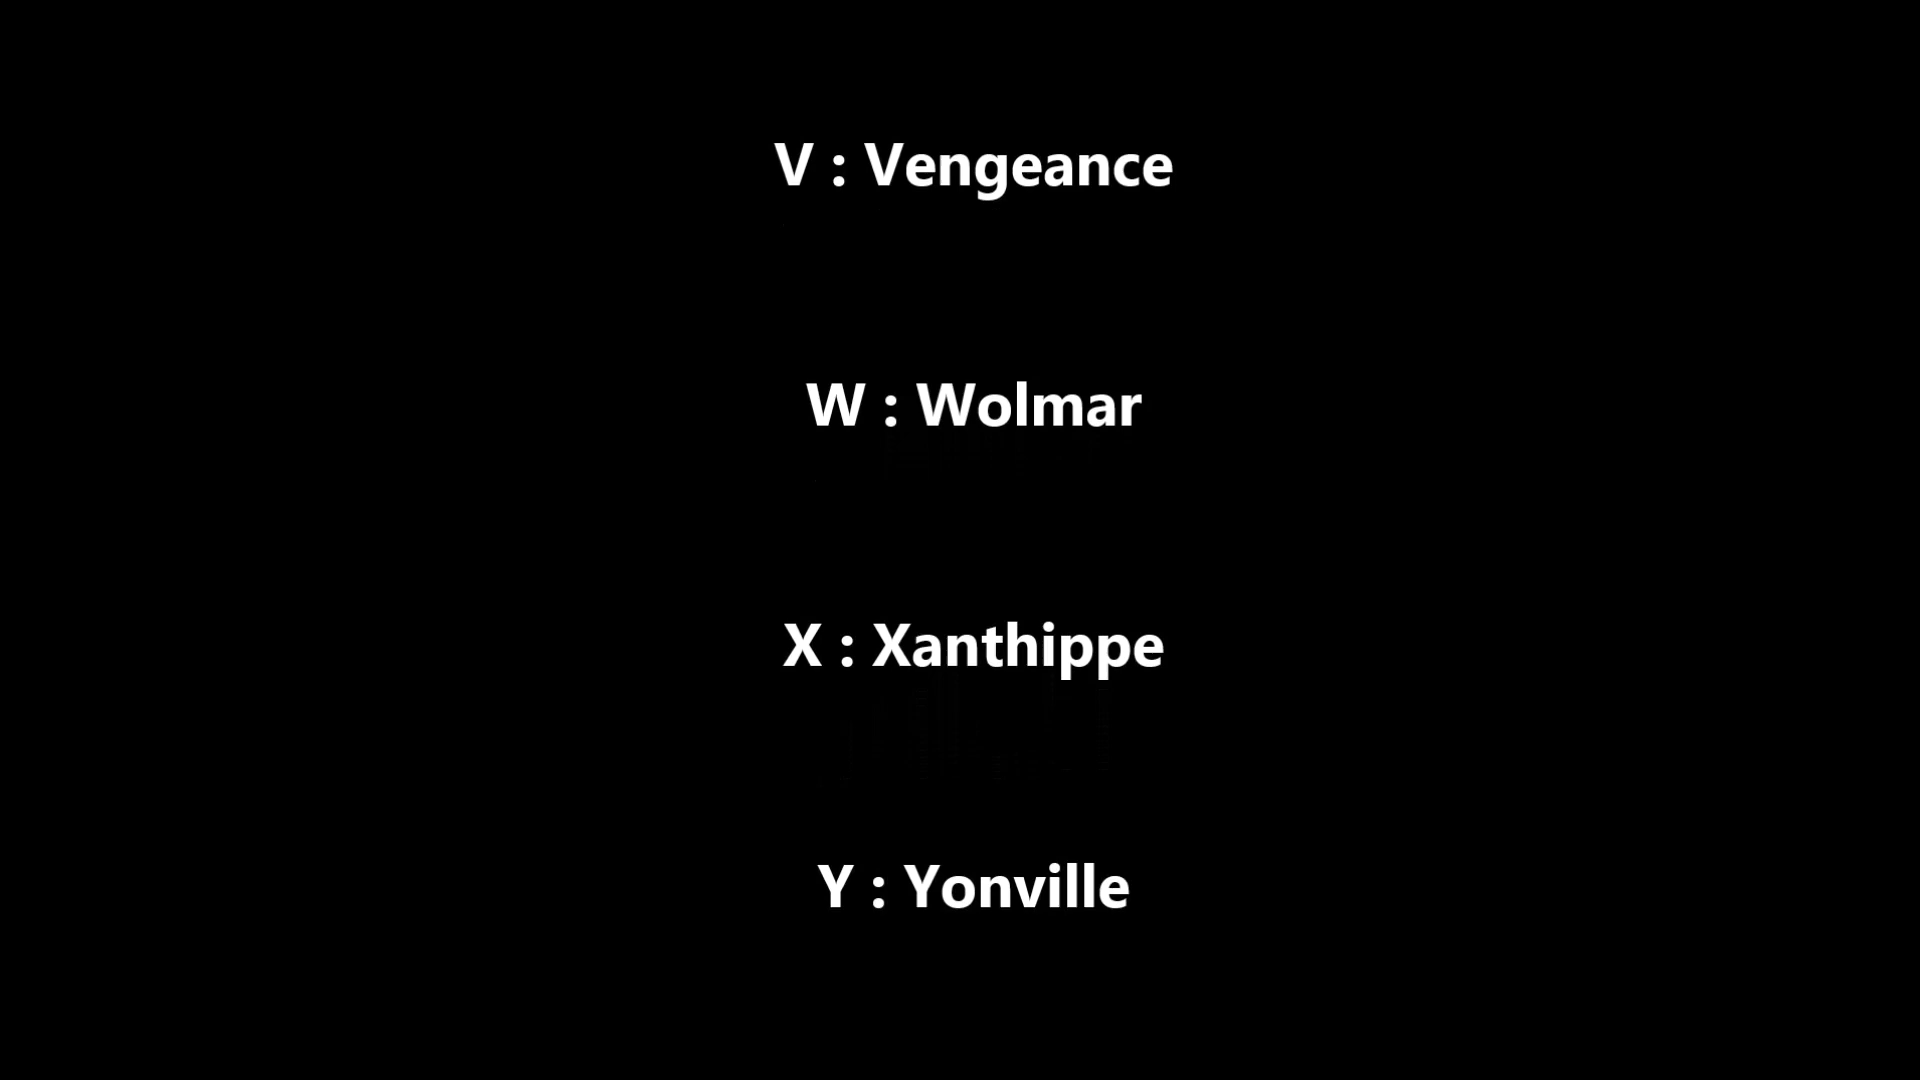 V : Vengeance
W : Wolmar
X : Xanthippe
Y : Yonville